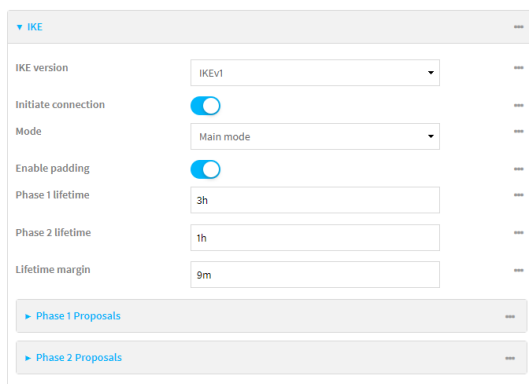 IKE
IKE version
IKEv1
Initiate connection
Mode
Main mode
Enable padding
Phase 1 lifetime
3h
Phase 2 lifetime
1h
Lifetime margin
9m
Phase 1 Proposals
Phase 2 Proposals